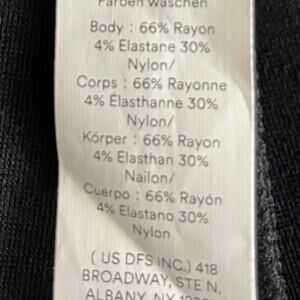 Farben waschen
Body : 66% Rayon
4% Elastane 30%
Nylon/
Corps : 66% Rayonne
4% Élasthanne 30%
Nylon/
Körper : 66% Rayon
4% Elasthan 30%
Nailon/
Cuerpo : 66% Rayón
4% Elastano 30%
Nylon
( US DFS INC.) 418
BROADWAY, STE N,
ALBANY, NY